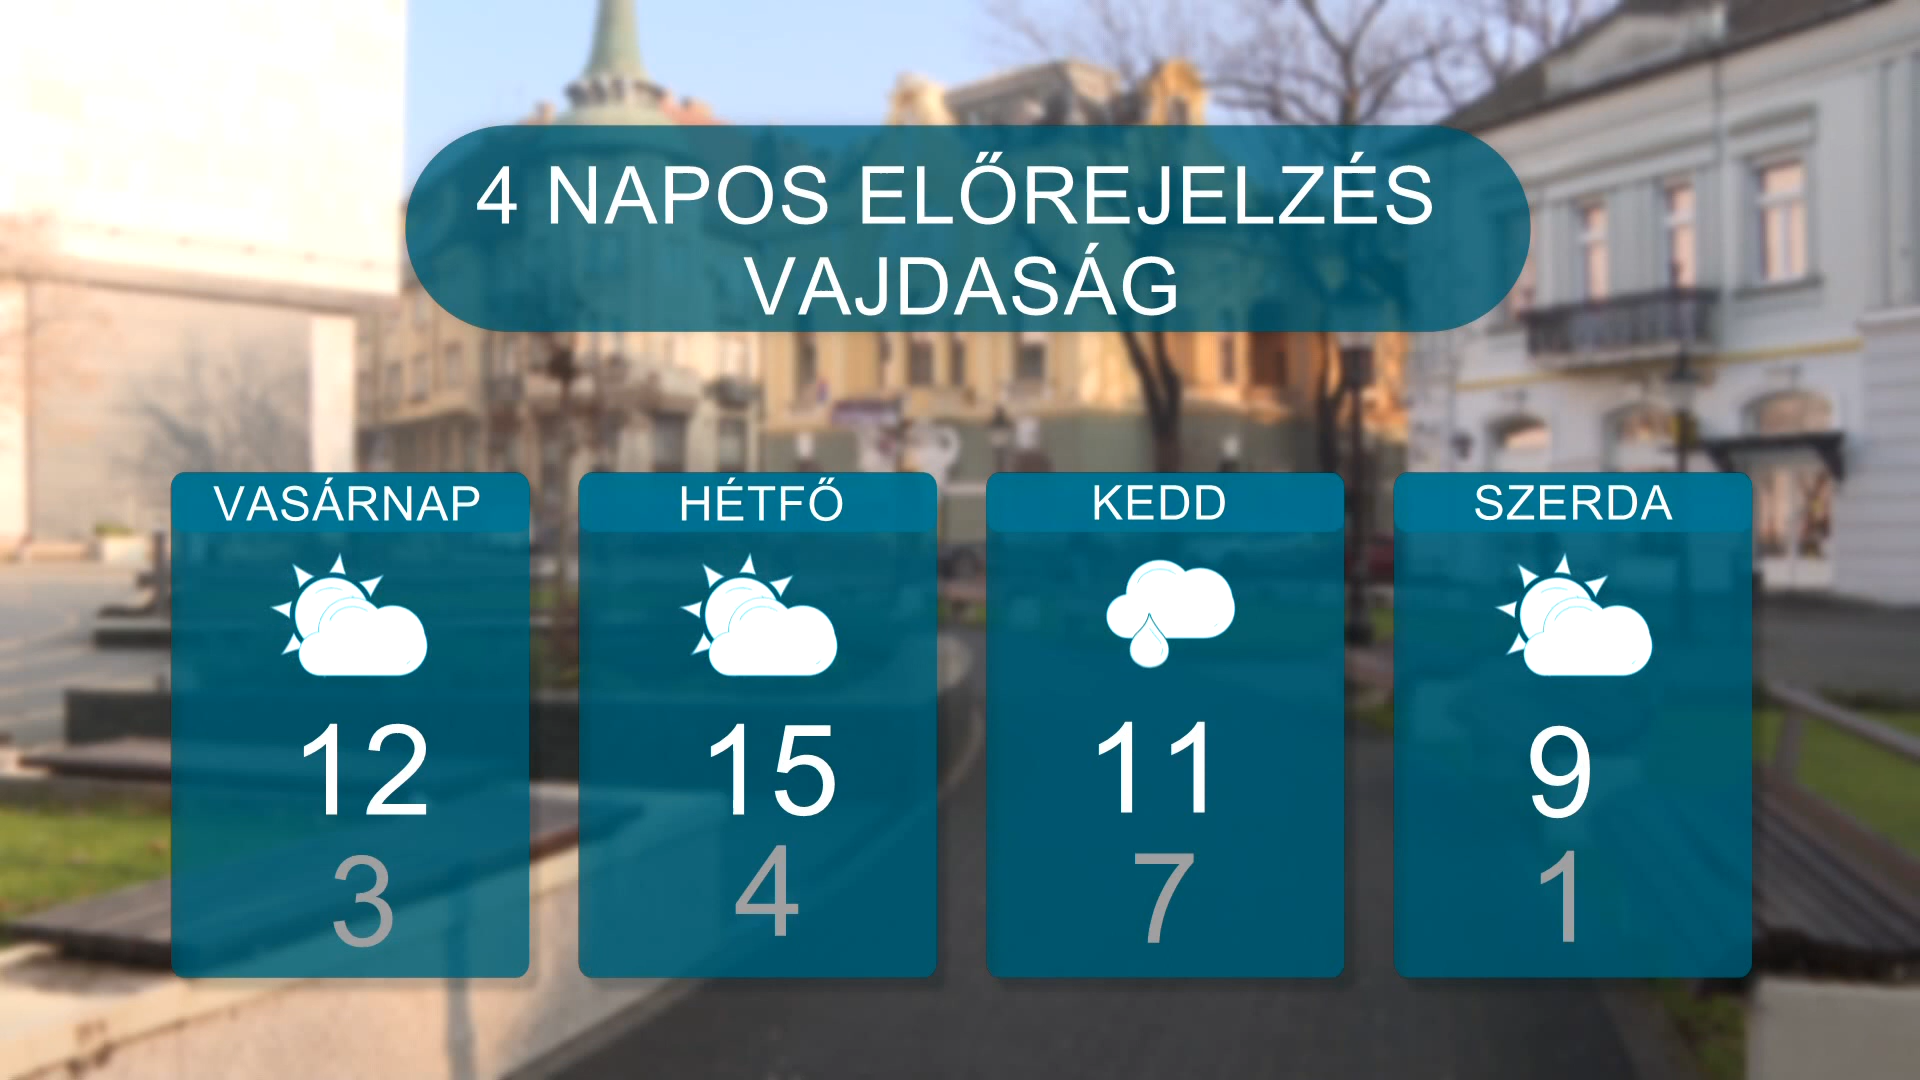 4 NAPOS ELŐREJELZÉS
VAJDASÁG
VASÁRNAP
12
3
HÉTFŐ
15
4
KEDD
11
7
SZERDA
9
1